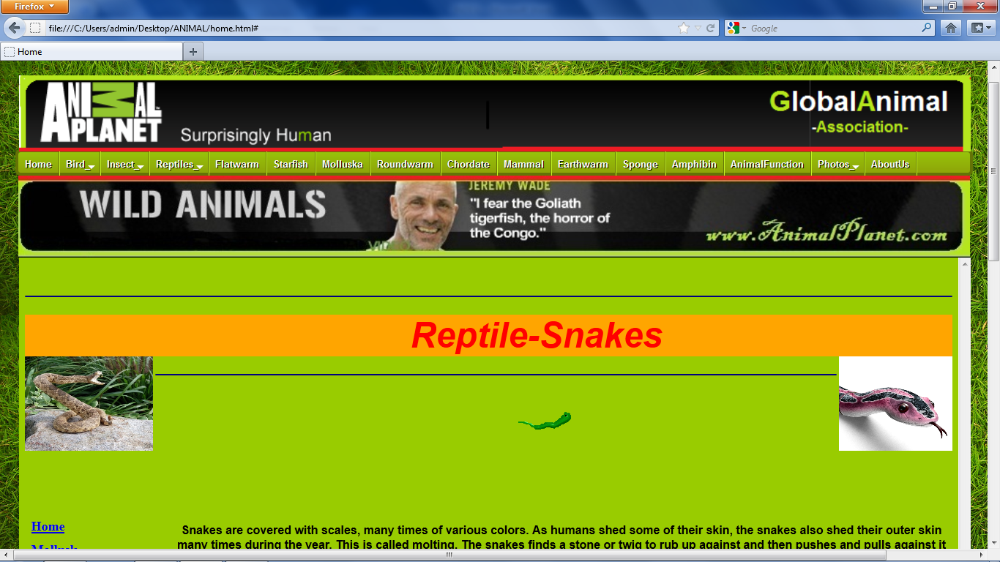 Firefox
file:///C:/Users/admin/Desktop/ANIMAL/home.html#
Google
Home
ANIMAL
PLANET
Surprisingly Human
GlobalAnimal
-Association-
Home Bird Insect Reptiles Flatwarm Starfish Molluska Roundwarm Chordate Mammal Earthwarm Sponge Amphibin AnimalFunction Photos AboutUs
WILD ANIMALS
JEREMY WADE
"I fear the Goliath
tigerfish, the horror of
the Congo."
www.AnimalPlanet.com
Reptile-Snakes
Home
Snakes are covered with scales, many times of various colors. As humans shed some of their skin, the snakes also shed their outer skin
many times during the year. This is called molting. The snakes finds a stone or twig to rub up against and then pushes and pulls against it